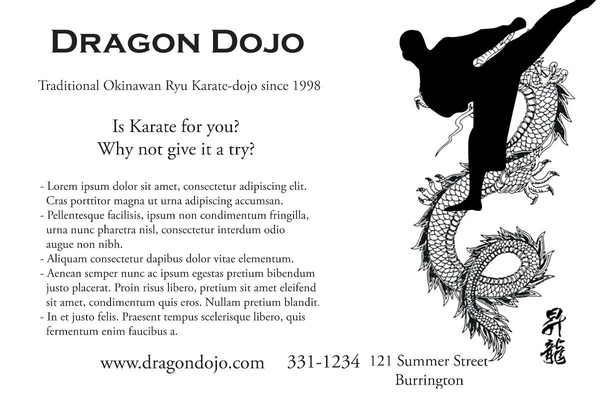 DRAGON DOJO
Traditional Okinawan Ryu Karate-dojo since 1998
Is Karate for you?
Why not give it a try?
- Lorem ipsum dolor sit amet, consectetur adipiscing elit.
Cras porttitor magna ut urna adipiscing accumsan.
- Pellentesque facilisis, ipsum non condimentum fringilla,
urna nunc pharetra nisl, consectetur interdum odio
augue non nibh.
- Aliquam consectetur dapibus dolor vitae elementum.
- Aenean semper nunc ac ipsum egestas pretium bibendum
justo placerat. Proin risus libero, pretium sit amet eleifend
sit amet, condimentum quis eros. Nullam pretium blandit.
- In et justo felis. Praesent tempus scelerisque libero, quis
fermentum enim faucibus a.
www.dragondojo.com 331-1234 121 Summer Street
Burrington
昇
龍